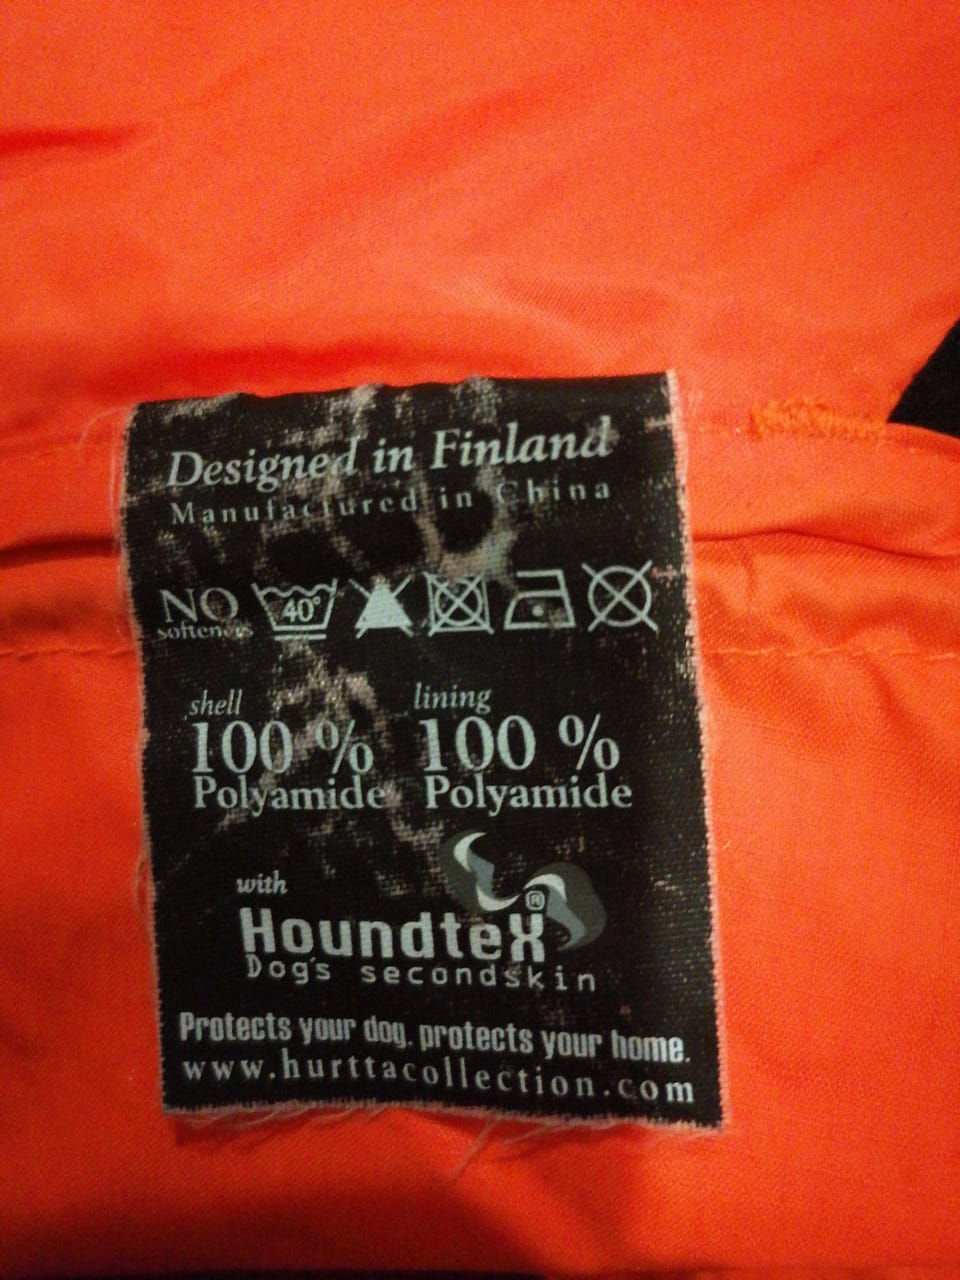 Designed in Finland
Manufactured in China
NO
softeners
40°
shell
100 %
Polyamide
lining
100 %
Polyamide
with
Houndtex®
Dog's secondskin
Protects your dog. protects your home.
www.hurttacollection.com